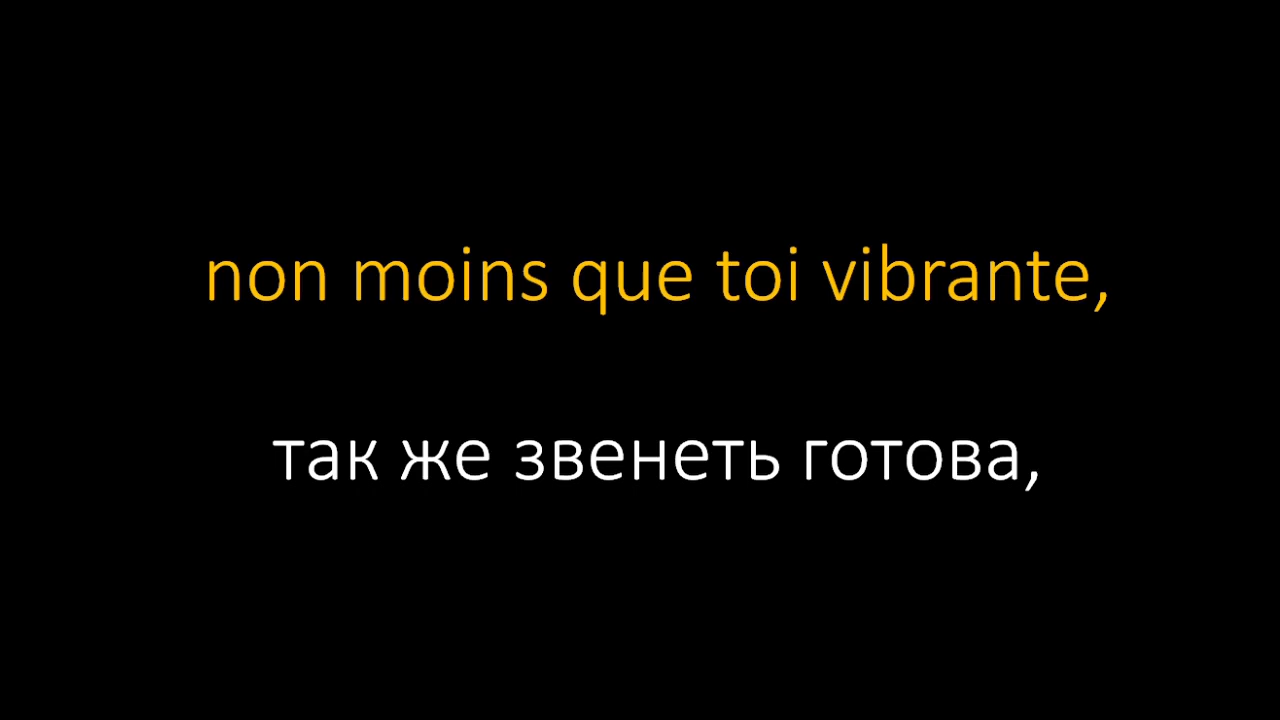 non moins que toi vibrante,
так же звенеть готова,